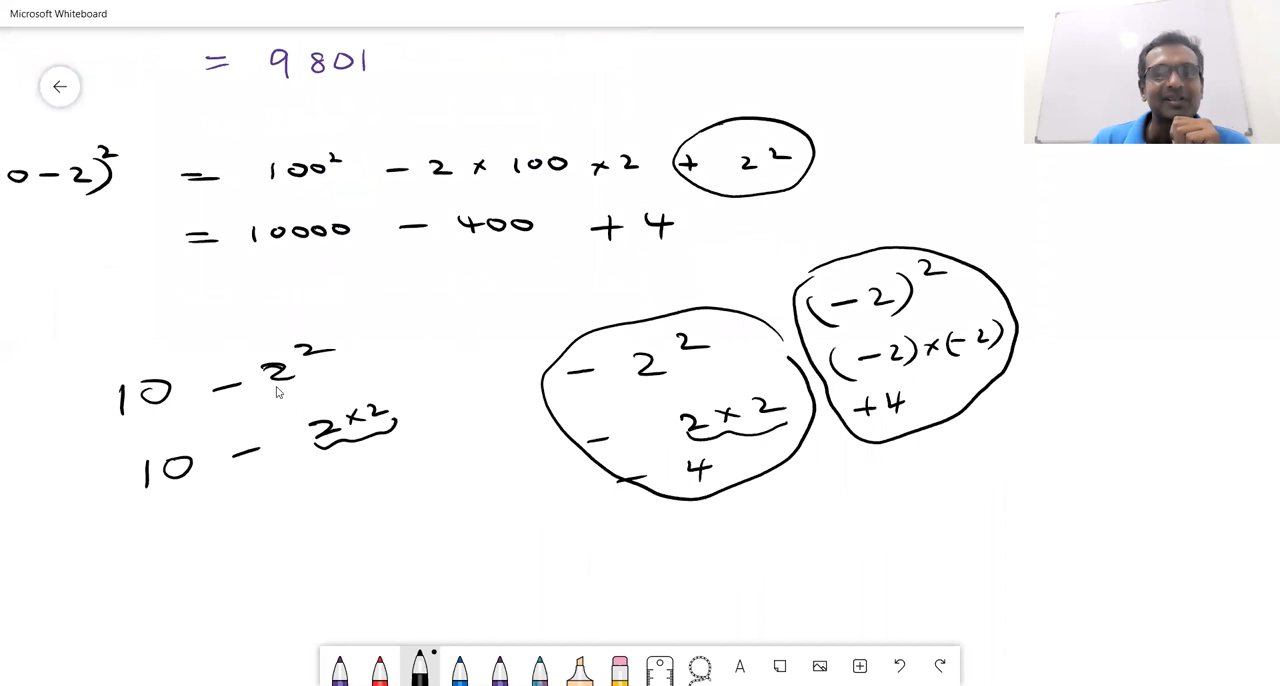 Microsoft Whiteboard
= 9801
0 - 2)² = 100² - 2 × 100 × 2 + 2²
= 10000 - 400 + 4
(-2)²
(-2)×(-2)
+4
- 2²
- 2 × 2
- 4
10 - 2²
10 - 2×2
A